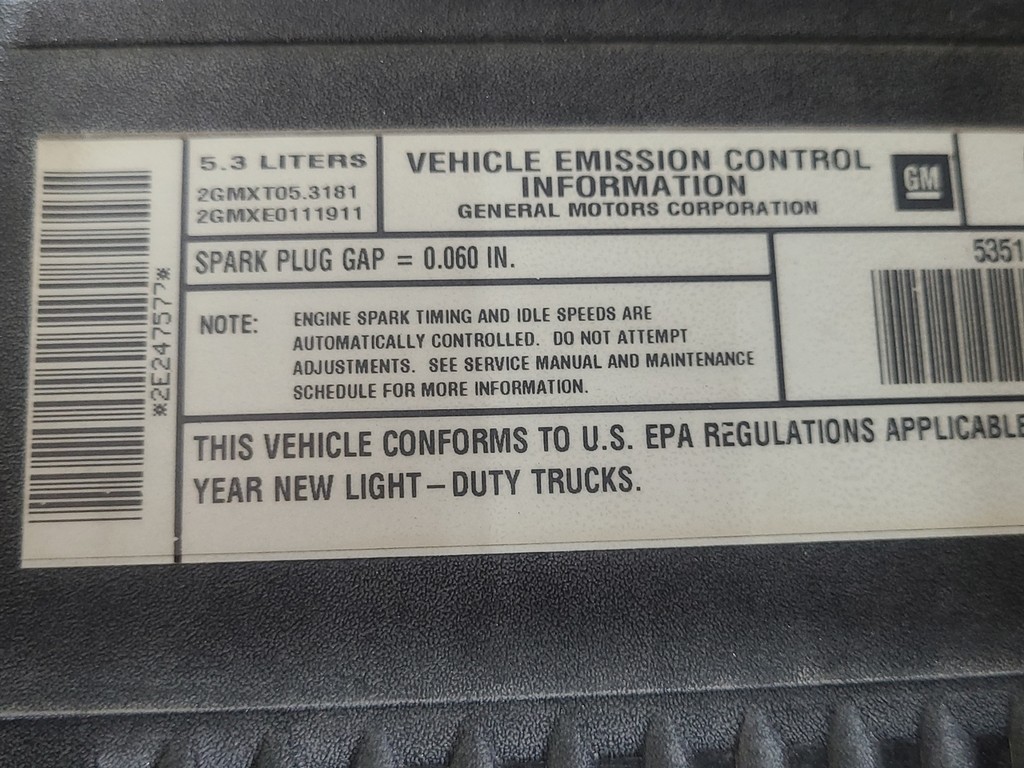 5.3 LITERS
2GMXT05.3181
2GMXE0111911
VEHICLE EMISSION CONTROL
INFORMATION
GENERAL MOTORS CORPORATION
GM
SPARK PLUG GAP = 0.060 IN.
5351
NOTE: ENGINE SPARK TIMING AND IDLE SPEEDS ARE
AUTOMATICALLY CONTROLLED. DO NOT ATTEMPT
ADJUSTMENTS. SEE SERVICE MANUAL AND MAINTENANCE
SCHEDULE FOR MORE INFORMATION.
*2E247577*
THIS VEHICLE CONFORMS TO U.S. EPA REGULATIONS APPLICABLE
YEAR NEW LIGHT – DUTY TRUCKS.